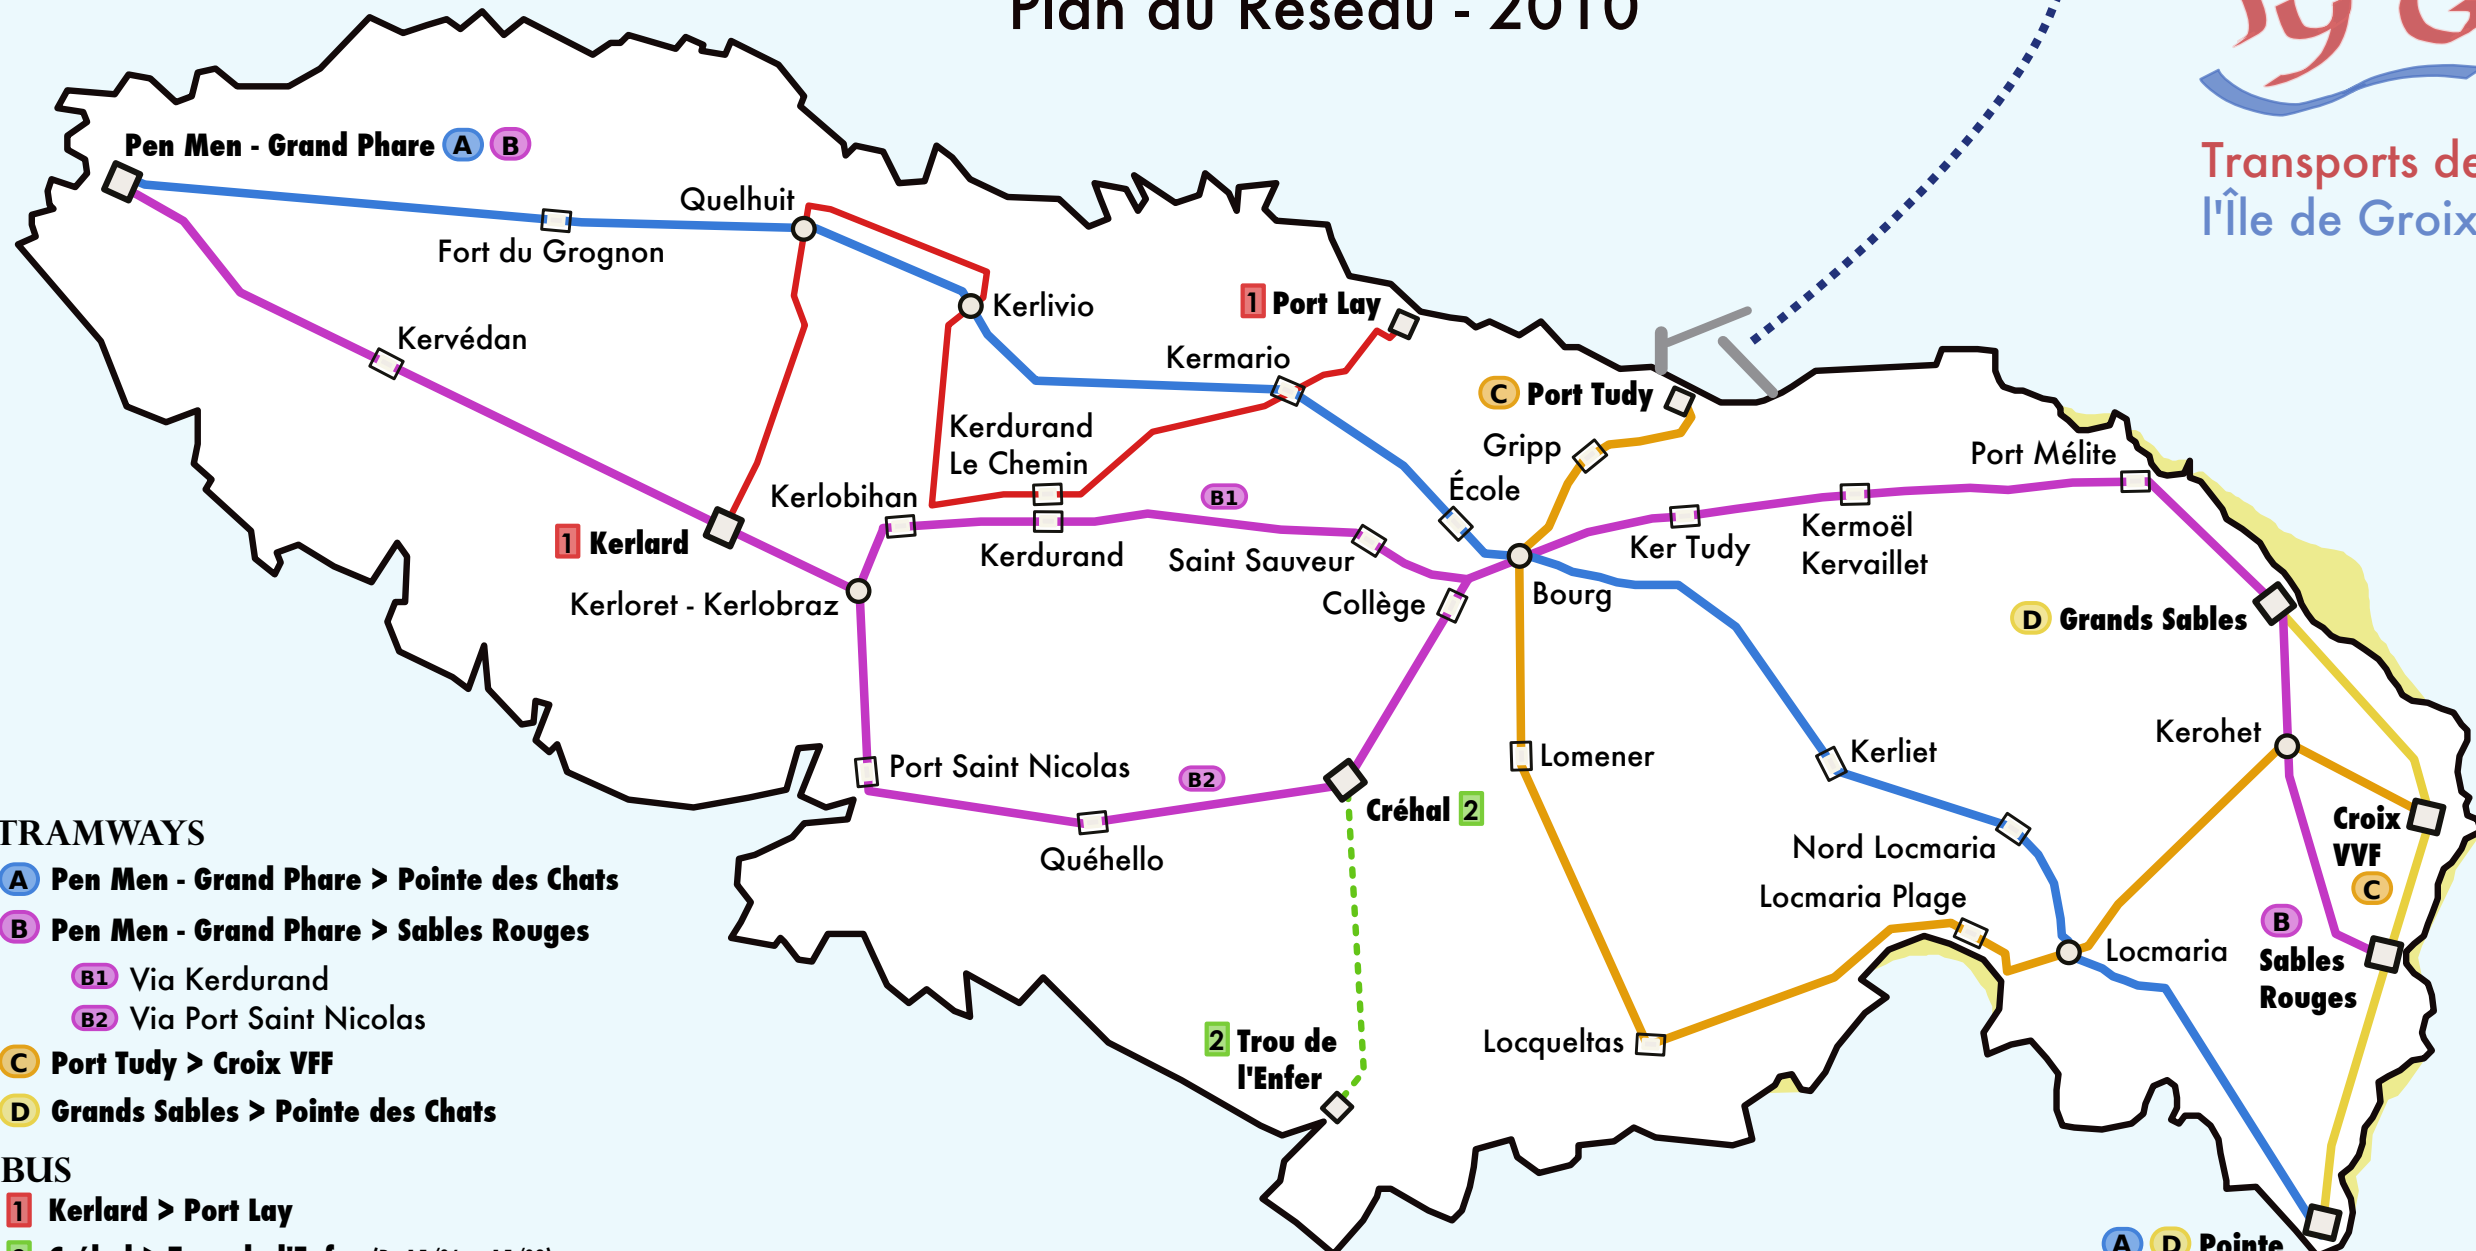 Plan du Réseau - 2010
Transports de
l'Île de Groix
Pen Men - Grand Phare A B
Quelhuit
Fort du Grognon
Kerlivio
1 Port Lay
Kervédan
Kermario
C Port Tudy
Kerdurand
Le Chemin
Gripp
Port Mélite
École
Kerlobihan
B1
1 Kerlard
Kerdurand
Saint Sauveur
Ker Tudy
Kermoël
Kervaillet
Kerloret - Kerlobraz
Collège
Bourg
D Grands Sables
Port Saint Nicolas
B2
Lomener
Kerliet
Kerohet
Créhal 2
Quéhello
Nord Locmaria
Croix
VVF
C
Locmaria Plage
B
Sables
Rouges
Locmaria
2 Trou de
l'Enfer
Locqueltas
A D Pointe
TRAMWAYS
A Pen Men - Grand Phare > Pointe des Chats
B Pen Men - Grand Phare > Sables Rouges
B1 Via Kerdurand
B2 Via Port Saint Nicolas
C Port Tudy > Croix VFF
D Grands Sables > Pointe des Chats
BUS
1 Kerlard > Port Lay